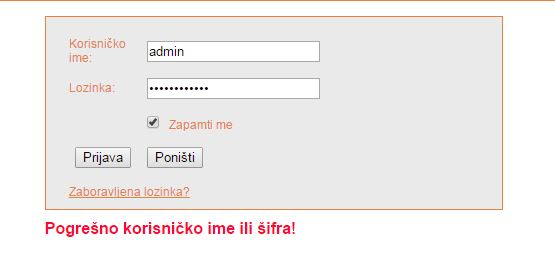 Korisničko
ime:
admin
Lozinka:
••••••••••••
Zapamti me
Prijava
Poništi
Zaboravljena lozinka?
Pogrešno korisničko ime ili šifra!